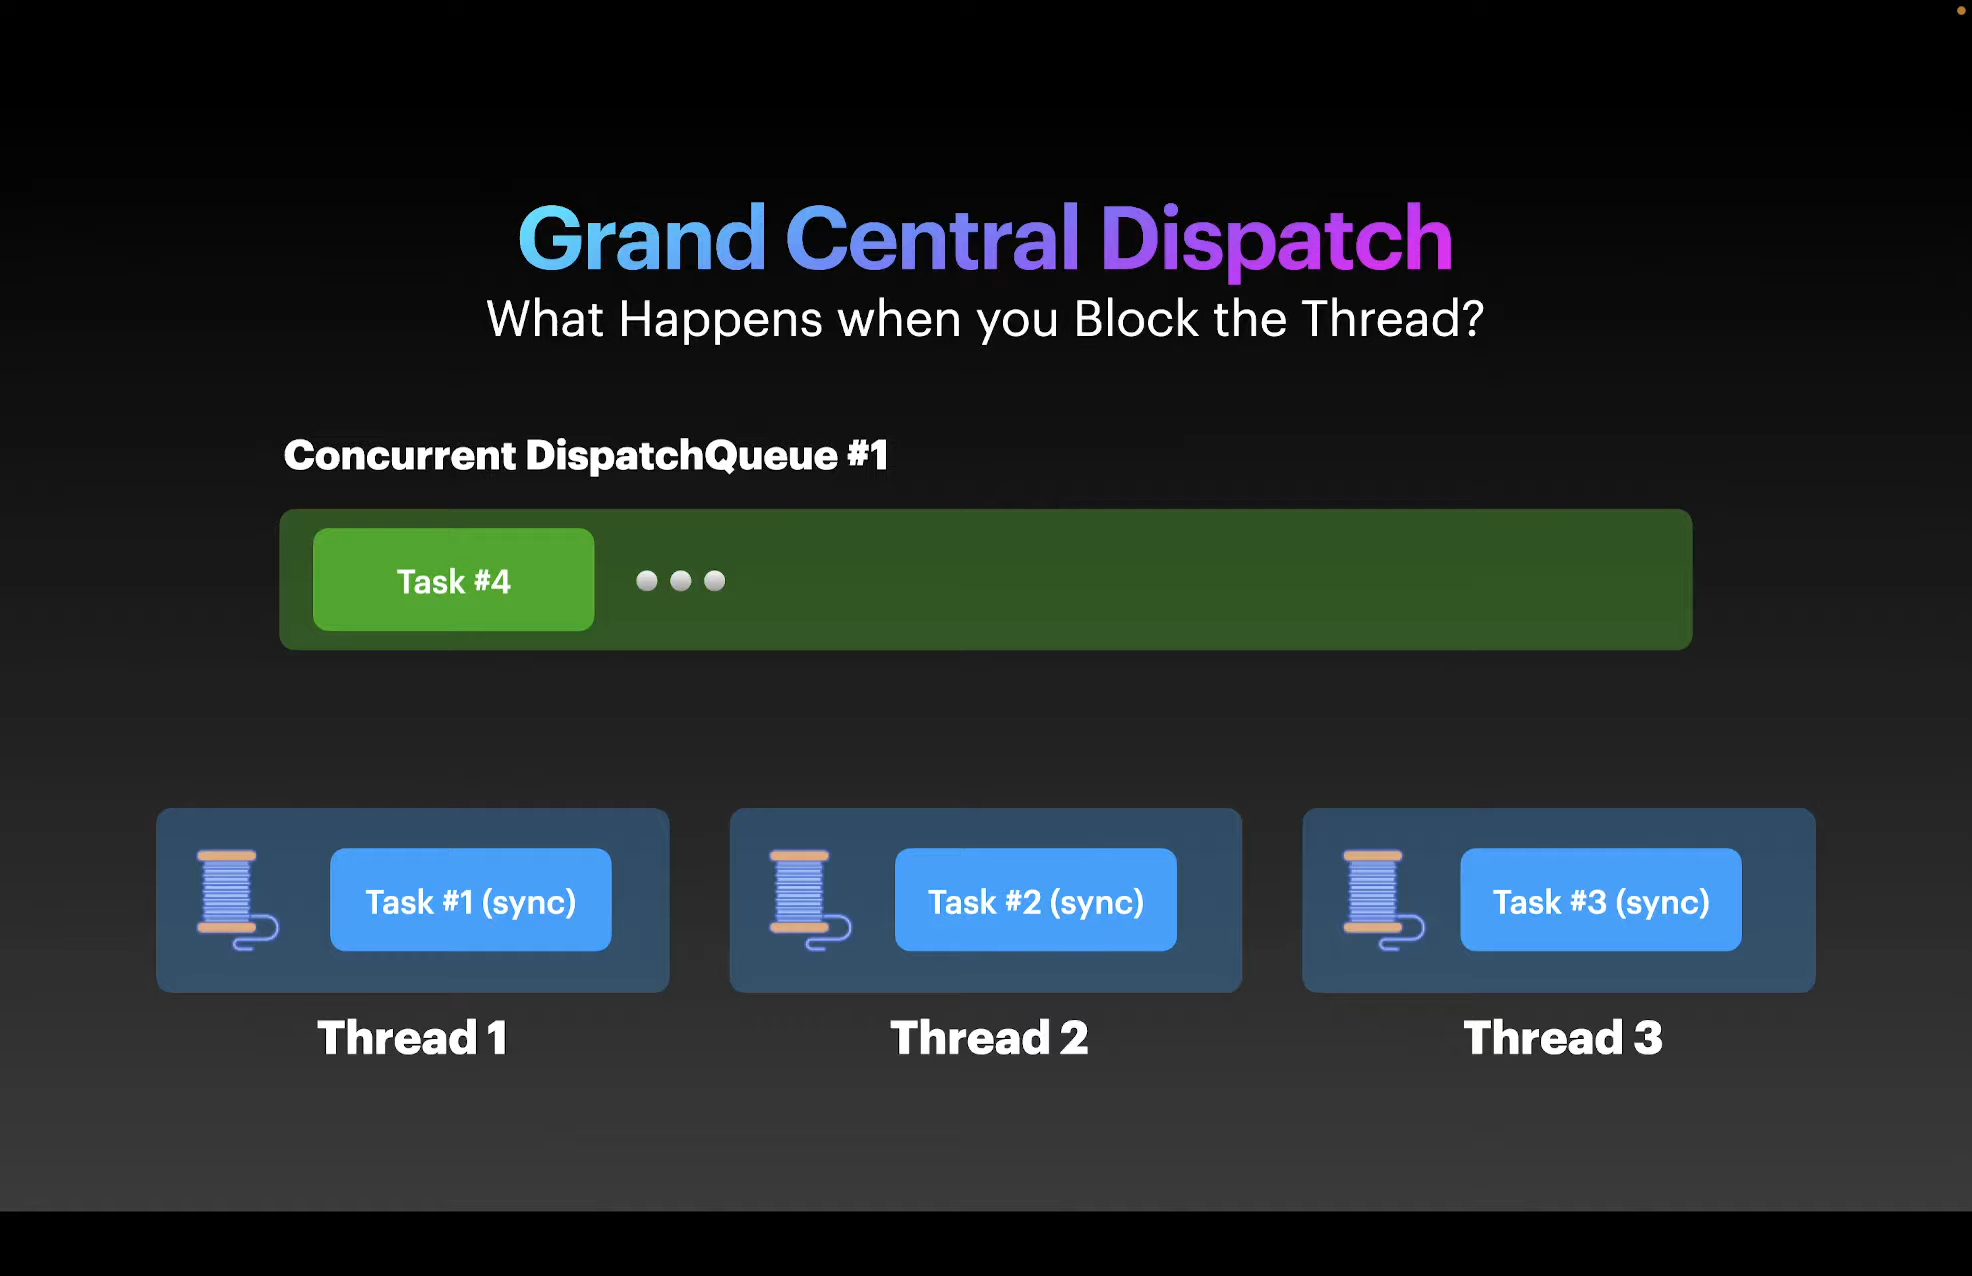 Grand Central Dispatch
What Happens when you Block the Thread?
Concurrent DispatchQueue #1
Task #4
Task #1 (sync)
Task #2 (sync)
Task #3 (sync)
Thread 1
Thread 2
Thread 3